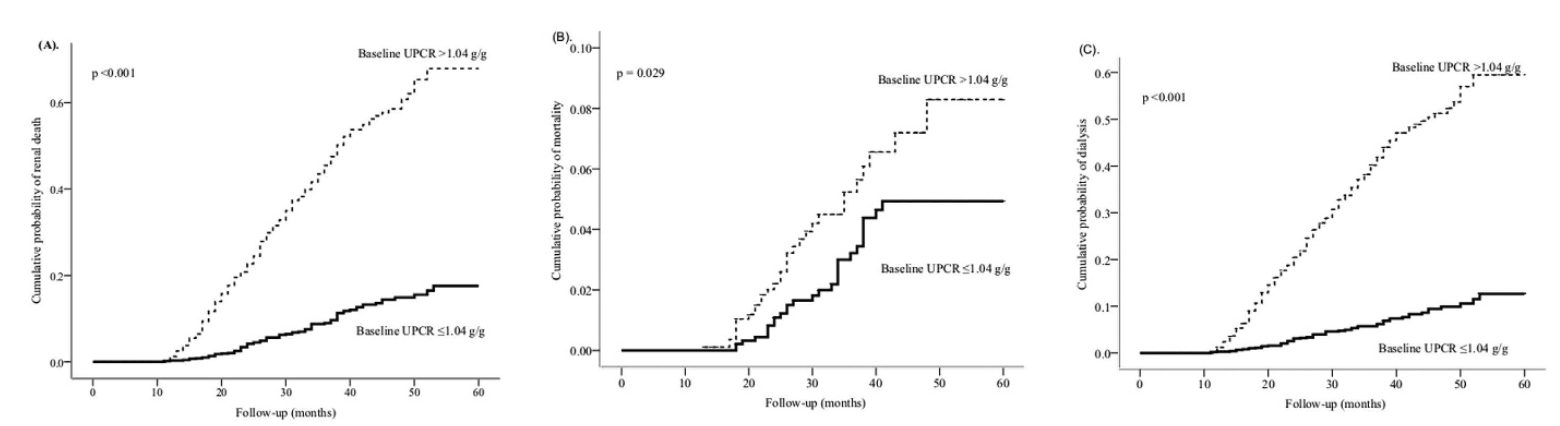 (A).
Baseline UPCR >1.04 g/g
p <0.001
0.6
0.4
0.2
0.0
Cumulative probability of renal death
Baseline UPCR ≤1.04 g/g
0 10 20 30 40 50 60
Follow-up (months)
(B).
0.10
p = 0.029
Baseline UPCR >1.04 g/g
0.08
0.06
0.04
0.02
0.00
Cumulative probability of mortality
Baseline UPCR ≤1.04 g/g
0 10 20 30 40 50 60
Follow-up (months)
(C).
Baseline UPCR >1.04 g/g
p <0.001
0.6
0.5
0.4
0.3
0.2
0.1
0.0
Cumulative probability of dialysis
Baseline UPCR ≤1.04 g/g
0 10 20 30 40 50 60
Follow-up (months)